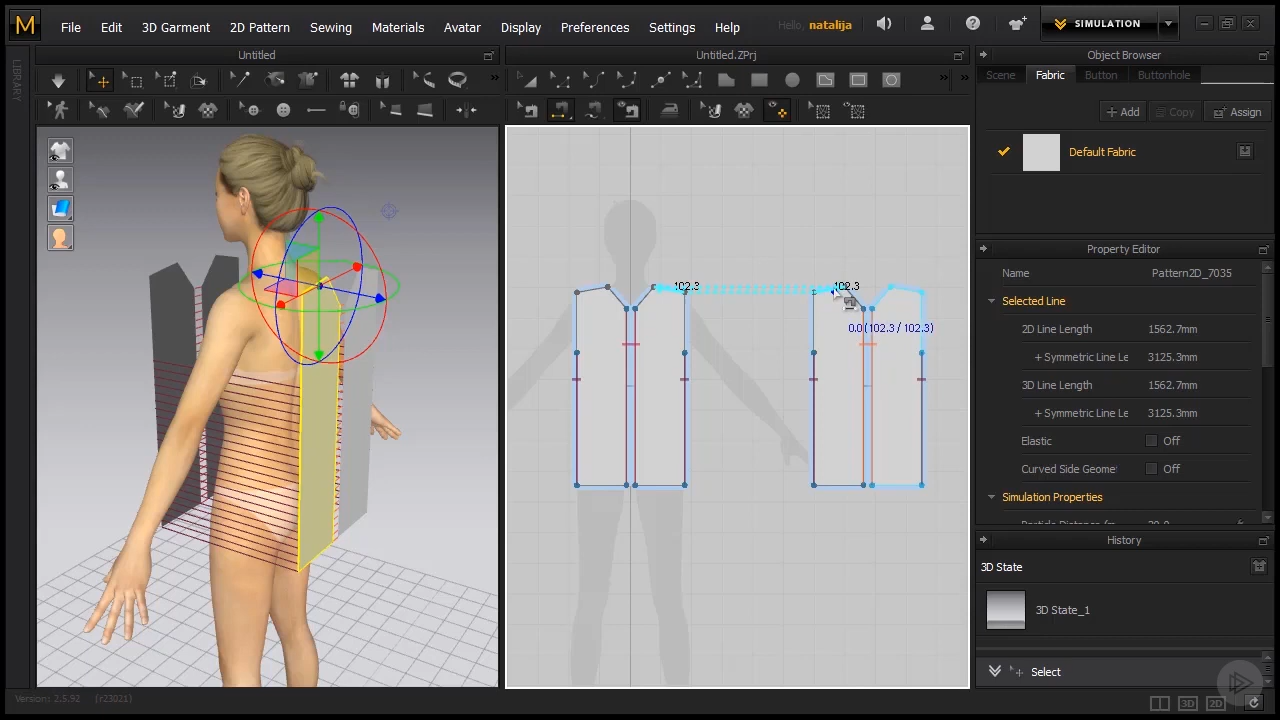 M File Edit 3D Garment 2D Pattern Sewing Materials Avatar Display Preferences Settings Help Hello, natalija SIMULATION
LIBRARY
Untitled
Untitled.ZPrj
Object Browser
Scene Fabric Button Buttonhole
Add Copy Assign
Default Fabric
Property Editor
Name Pattern2D_7035
Selected Line
2D Line Length 1562.7mm
+ Symmetric Line Le 3125.3mm
3D Line Length 1562.7mm
+ Symmetric Line Le 3125.3mm
Elastic Off
Curved Side Geome Off
Simulation Properties
102.3
102.3
0.0 (102.3 / 102.3)
History
3D State
3D State_1
Select
Version: 2.5.92 (r23021)
3D 2D